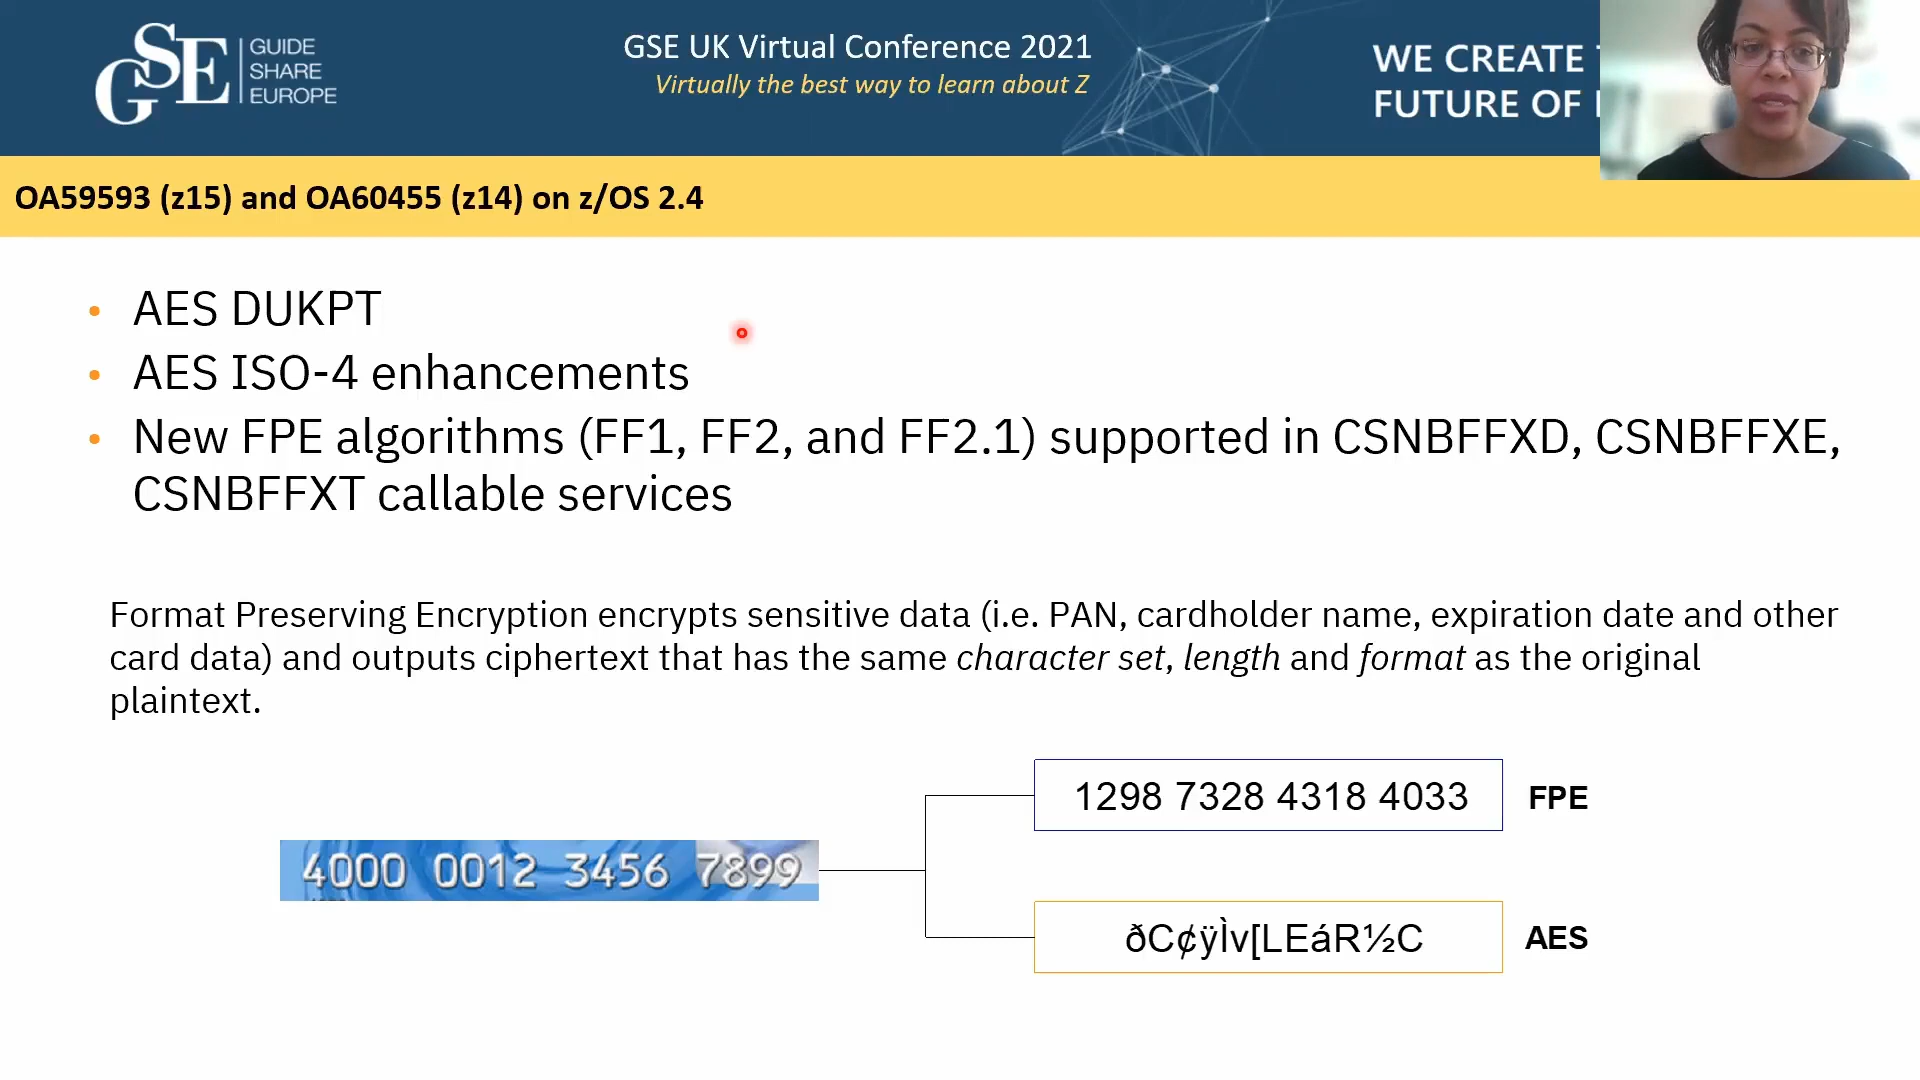 GSE
GUIDE
SHARE
EUROPE
GSE UK Virtual Conference 2021
Virtually the best way to learn about Z
WE CREATE
FUTURE OF
OA59593 (z15) and OA60455 (z14) on z/OS 2.4
• AES DUKPT
• AES ISO-4 enhancements
• New FPE algorithms (FF1, FF2, and FF2.1) supported in CSNBFFXD, CSNBFFXE,
CSNBFFXT callable services
Format Preserving Encryption encrypts sensitive data (i.e. PAN, cardholder name, expiration date and other
card data) and outputs ciphertext that has the same character set, length and format as the original
plaintext.
1298 7328 4318 4033 FPE
4000 0012 3456 7899
ðC¢ÿÌv[LEáR½C AES